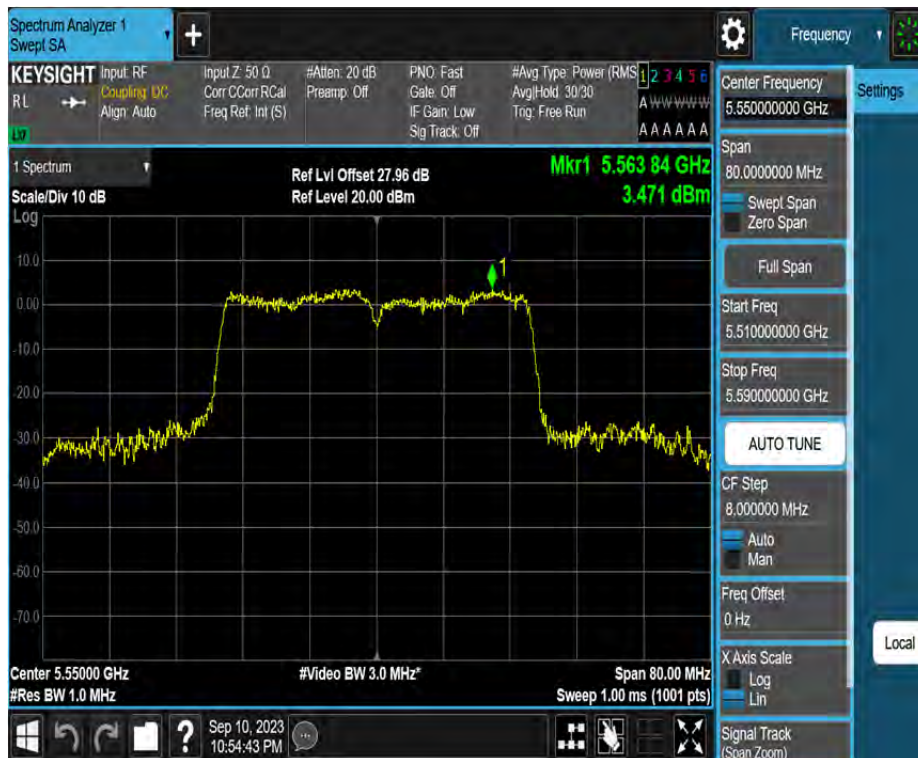 Spectrum Analyzer 1
Swept SA
+
Frequency
KEYSIGHT Input: RF Input Z: 50 Ω #Atten: 20 dB PNO: Fast #Avg Type: Power (RMS 1 2 3 4 5 6
RL Coupling: DC Corr CCorr RCal Preamp: Off Gate: Off Avg|Hold: 30/30 A W W W W W
Align: Auto Freq Ref: Int (S) IF Gain: Low Trig: Free Run
Sig Track: Off A A A A A A
LXI
1 Spectrum
Ref Lvl Offset 27.96 dB
Mkr1 5.563 84 GHz
Scale/Div 10 dB
Ref Level 20.00 dBm
3.471 dBm
Log
10.0
1
0.00
-10.0
-20.0
-30.0
-40.0
-50.0
-60.0
-70.0
Center 5.55000 GHz
#Video BW 3.0 MHz*
Span 80.00 MHz
#Res BW 1.0 MHz
Sweep 1.00 ms (1001 pts)
?
Sep 10, 2023
10:54:43 PM
Center Frequency
5.550000000 GHz
Span
80.0000000 MHz
Swept Span
Zero Span
Full Span
Start Freq
5.510000000 GHz
Stop Freq
5.590000000 GHz
AUTO TUNE
CF Step
8.000000 MHz
Auto
Man
Freq Offset
0 Hz
X Axis Scale
Log
Lin
Signal Track
(Span Zoom)
Settings
Local